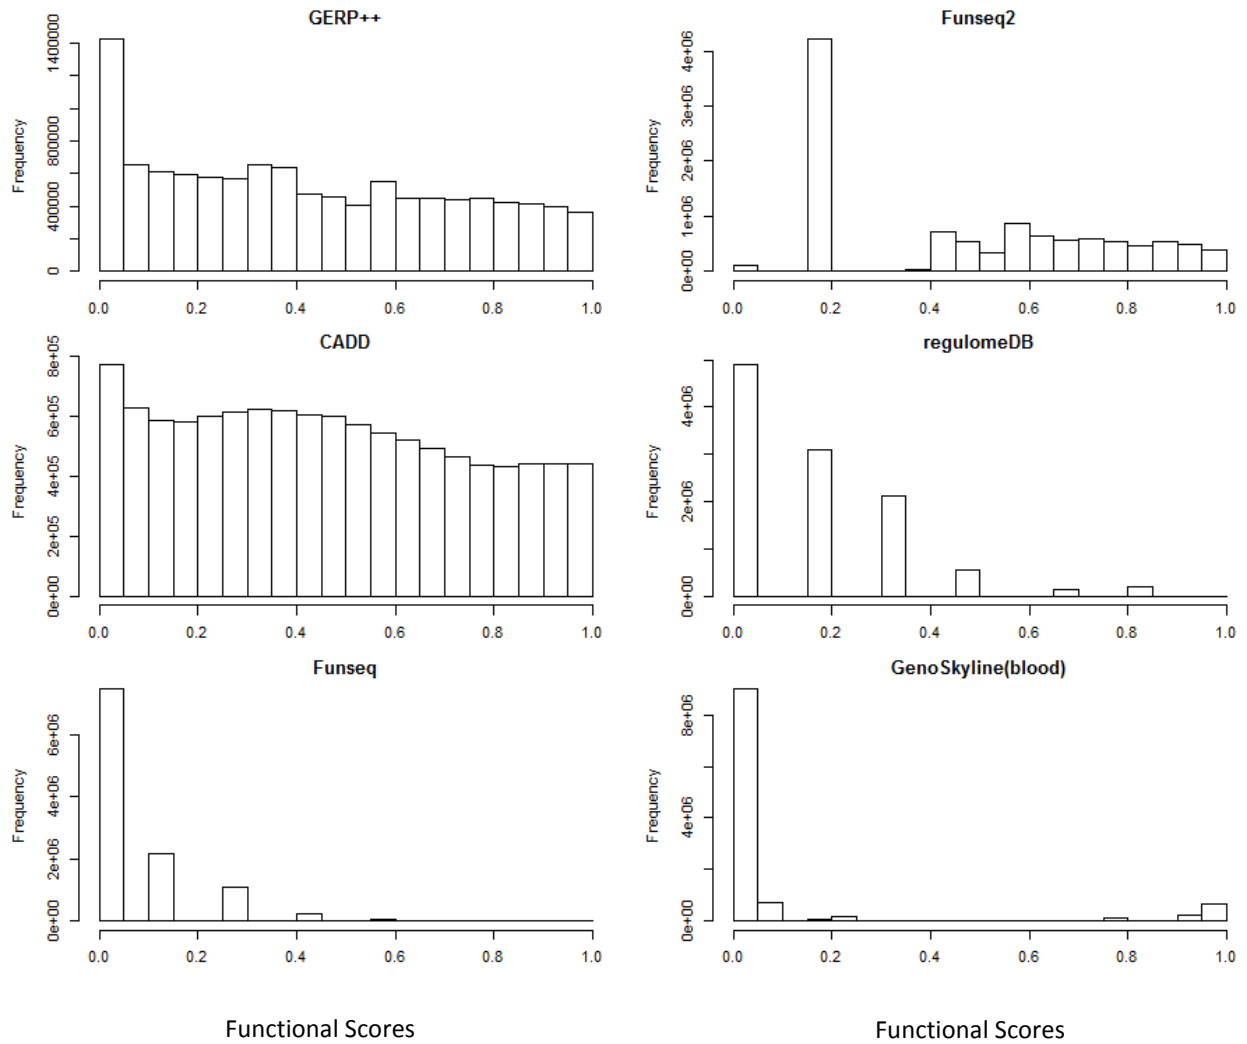 GERP++
Frequency
0
400000
800000
1400000
0.0 0.2 0.4 0.6 0.8 1.0
Funseq2
Frequency
0e+00
1e+06
2e+06
3e+06
4e+06
0.0 0.2 0.4 0.6 0.8 1.0
CADD
Frequency
0e+00
2e+05
4e+05
6e+05
8e+05
0.0 0.2 0.4 0.6 0.8 1.0
regulomeDB
Frequency
0e+00
2e+06
4e+06
0.0 0.2 0.4 0.6 0.8 1.0
Funseq
Frequency
0e+00
2e+06
4e+06
6e+06
0.0 0.2 0.4 0.6 0.8 1.0
GenoSkyline(blood)
Frequency
0e+00
4e+06
8e+06
0.0 0.2 0.4 0.6 0.8 1.0
Functional Scores
Functional Scores